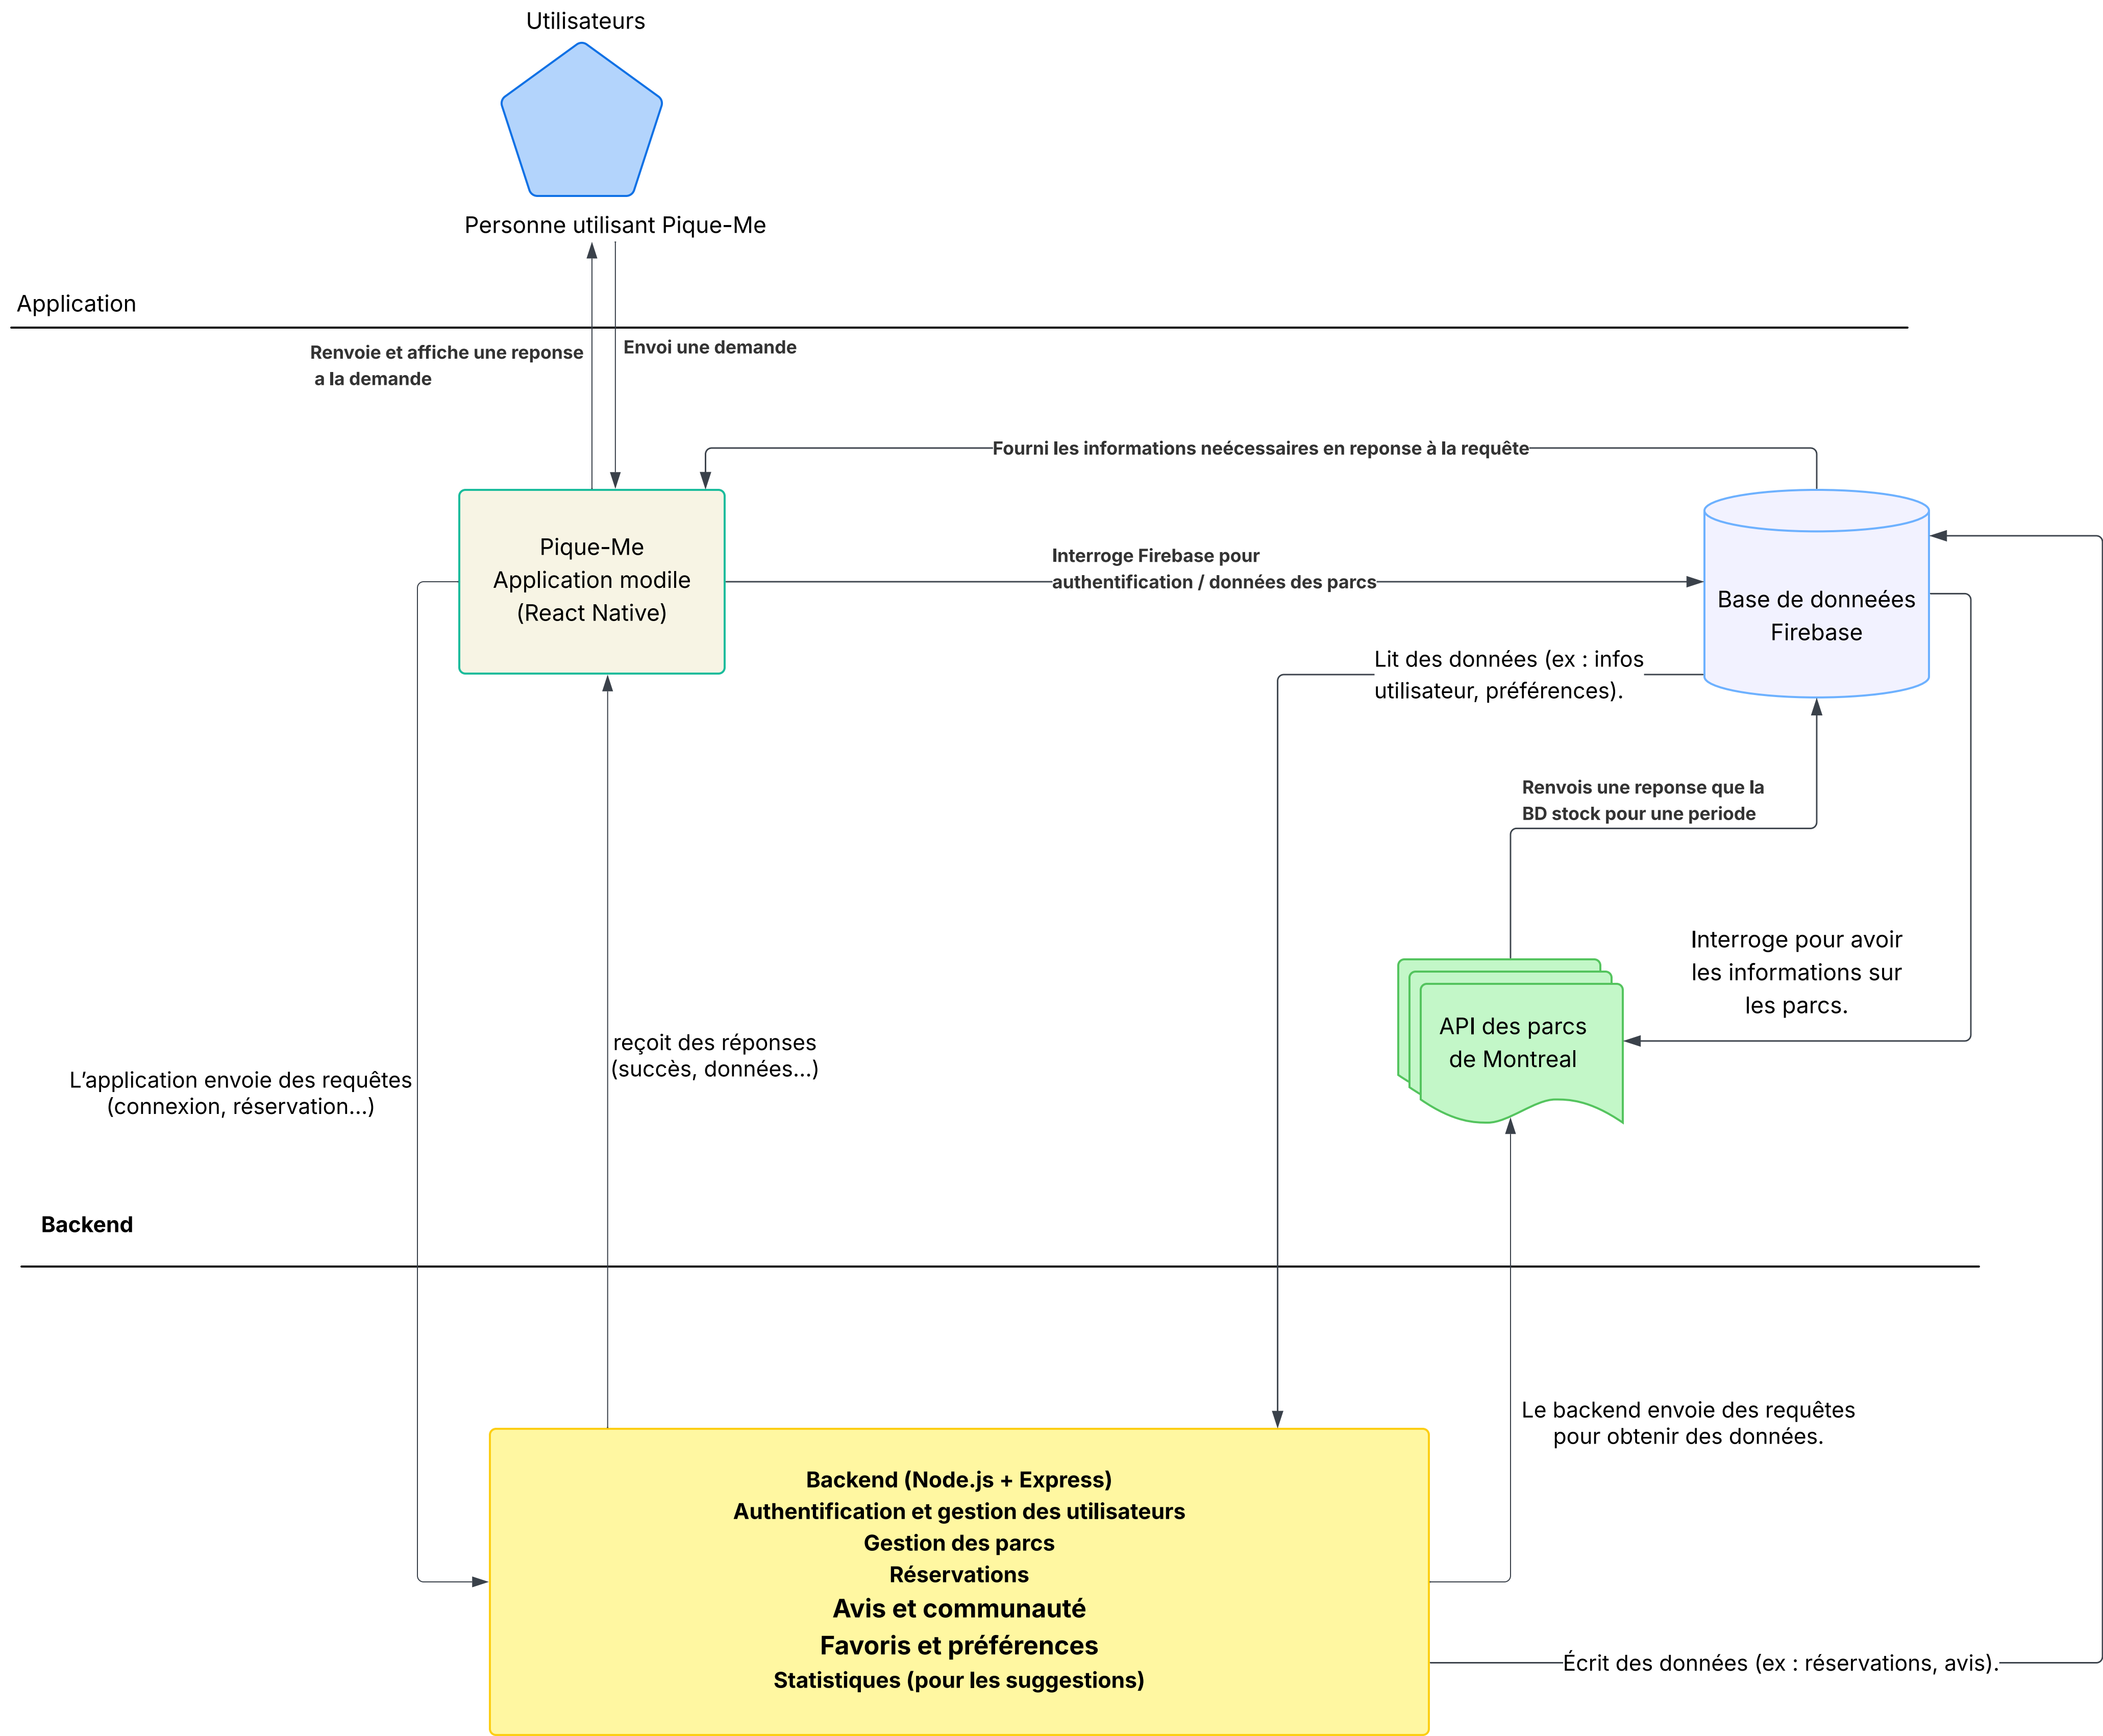 Utilisateurs
Personne utilisant Pique-Me
Application
Renvoie et affiche une reponse
a la demande
Envoi une demande
Fourni les informations neécessaires en reponse à la requête
Pique-Me
Application modile
(React Native)
Interroge Firebase pour
authentification / données des parcs
Base de donneées
Firebase
Lit des données (ex : infos
utilisateur, préférences).
Renvois une reponse que la
BD stock pour une periode
Interroge pour avoir
les informations sur
les parcs.
API des parcs
de Montreal
reçoit des réponses
(succès, données...)
L’application envoie des requêtes
(connexion, réservation...)
Backend
Le backend envoie des requêtes
pour obtenir des données.
Backend (Node.js + Express)
Authentification et gestion des utilisateurs
Gestion des parcs
Réservations
Avis et communauté
Favoris et préférences
Statistiques (pour les suggestions)
Écrit des données (ex : réservations, avis).